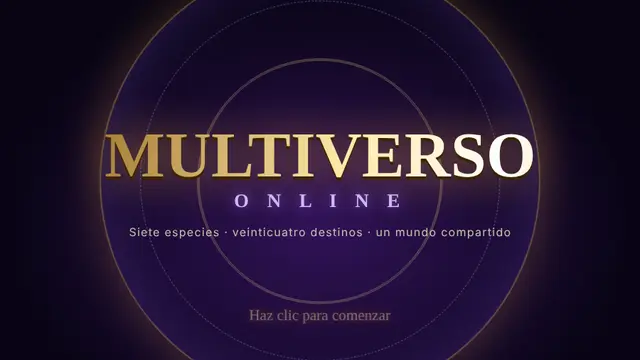 MULTIVERSO
ONLINE
Siete especies · veinticuatro destinos · un mundo compartido
Haz clic para comenzar